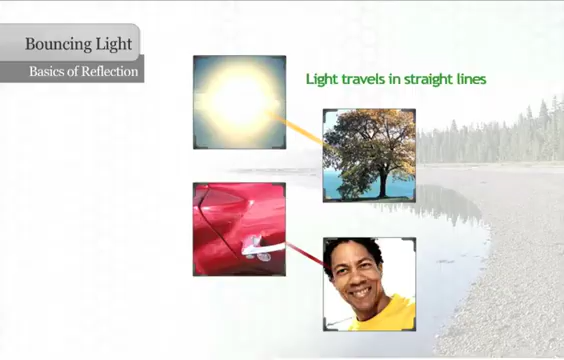 Bouncing Light
Basics of Reflection
Light travels in straight lines